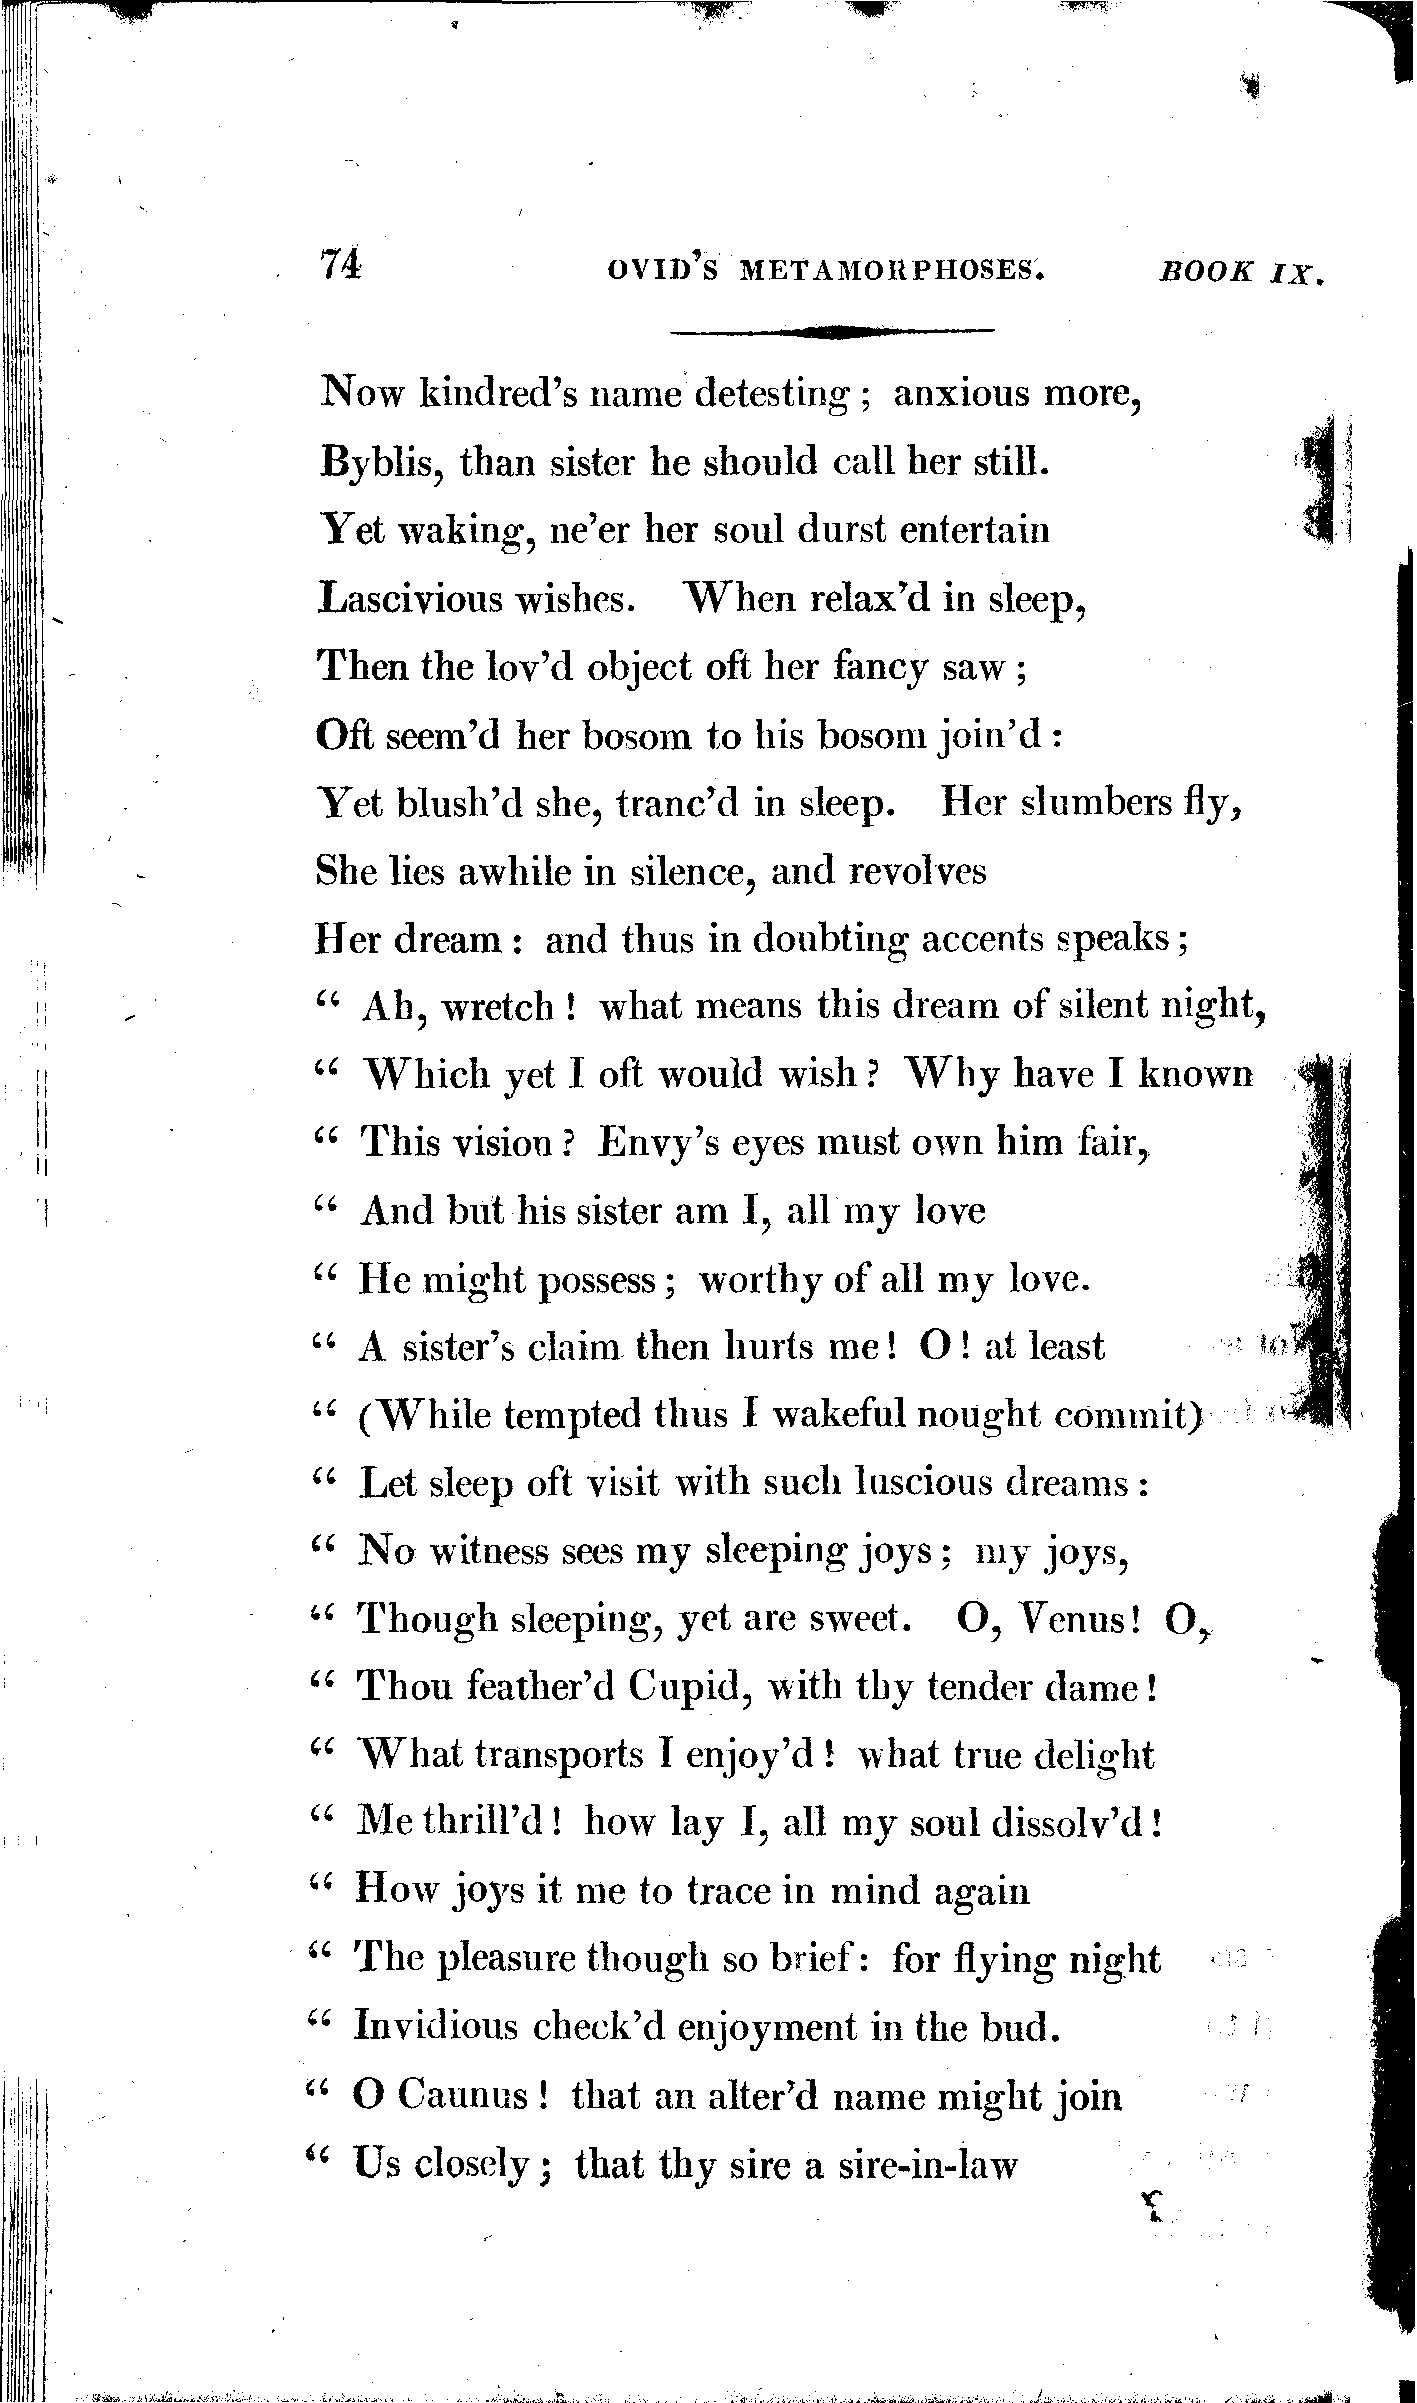 74 OVID'S METAMORPHOSES. BOOK IX.
Now kindred's name detesting ; anxious more,
Byblis, than sister he should call her still.
Yet waking, ne'er her soul durst entertain
Lascivious wishes. When relax'd in sleep,
Then the lov'd object oft her fancy saw ;
Oft seem'd her bosom to his bosom join'd :
Yet blush'd she, tranc'd in sleep. Her slumbers fly,
She lies awhile in silence, and revolves
Her dream : and thus in doubting accents speaks ;
“ Ah, wretch ! what means this dream of silent night,
“ Which yet I oft would wish ? Why have I known
“ This vision ? Envy's eyes must own him fair,
“ And but his sister am I, all my love
“ He might possess ; worthy of all my love.
“ A sister's claim then hurts me ! O ! at least
“ (While tempted thus I wakeful nought commit)
“ Let sleep oft visit with such luscious dreams :
“ No witness sees my sleeping joys ; my joys,
“ Though sleeping, yet are sweet. O, Venus! O,
“ Thou feather'd Cupid, with thy tender dame !
“ What transports I enjoy'd ! what true delight
“ Me thrill'd ! how lay I, all my soul dissolv'd !
“ How joys it me to trace in mind again
“ The pleasure though so brief : for flying night
“ Invidious check'd enjoyment in the bud.
“ O Caunus ! that an alter'd name might join
“ Us closely ; that thy sire a sire-in-law